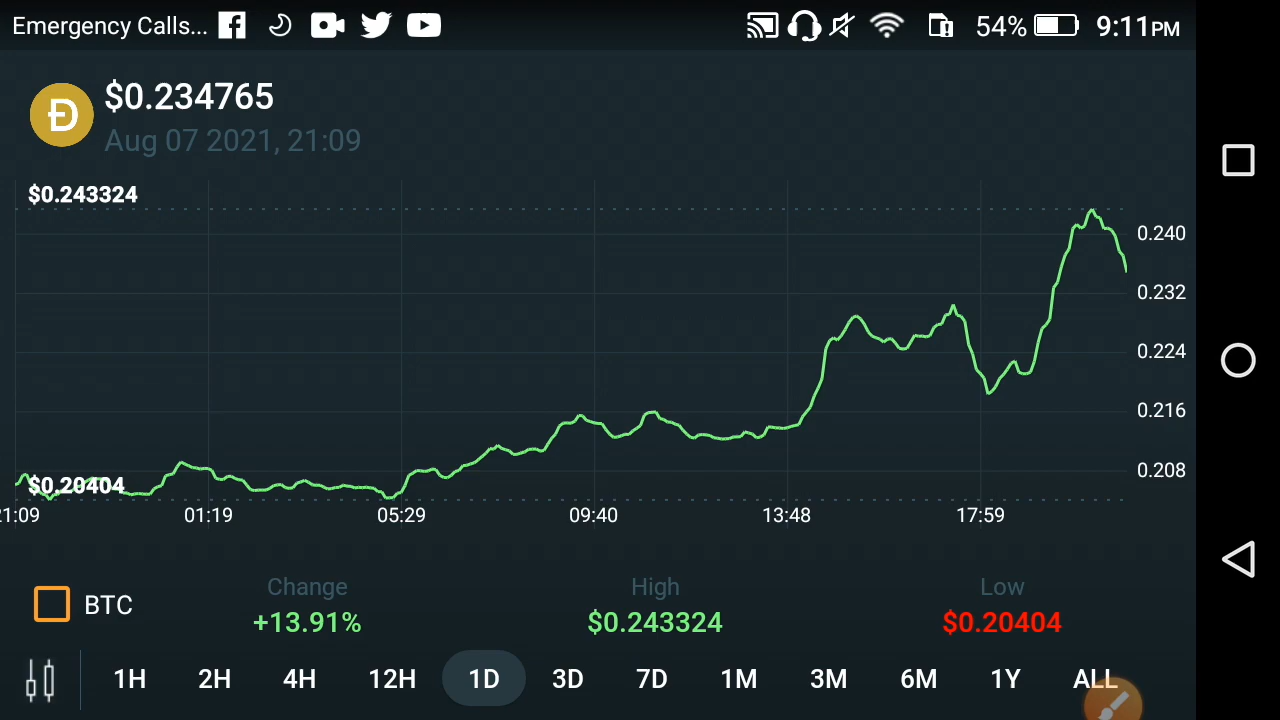 Emergency Calls... 54% 9:11PM
Đ $0.234765
Aug 07 2021, 21:09
$0.243324
0.240
0.232
0.224
0.216
0.208
$0.20404
21:09 01:19 05:29 09:40 13:48 17:59
Change High Low
BTC +13.91% $0.243324 $0.20404
1H 2H 4H 12H 1D 3D 7D 1M 3M 6M 1Y ALL